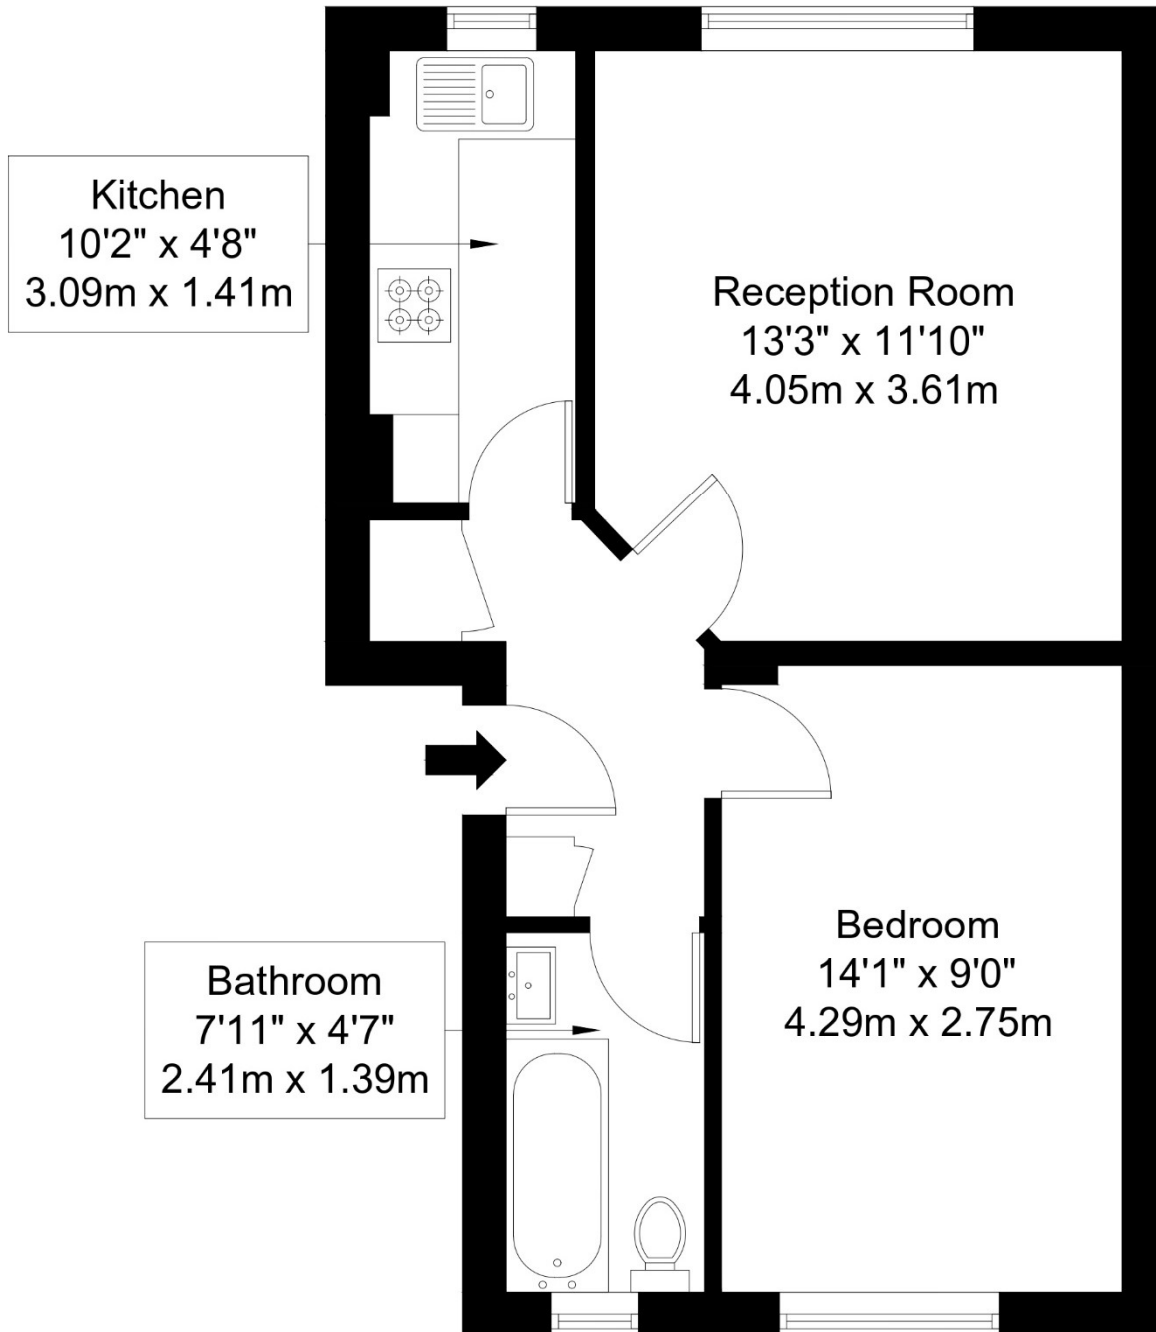 Kitchen
10'2" x 4'8"
3.09m x 1.41m
Reception Room
13'3" x 11'10"
4.05m x 3.61m
Bathroom
7'11" x 4'7"
2.41m x 1.39m
Bedroom
14'1" x 9'0"
4.29m x 2.75m